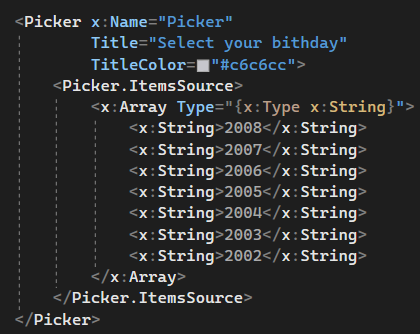 <Picker x:Name="Picker"
Title="Select your bithday"
TitleColor="#c6c6cc">
<Picker.ItemsSource>
<x:Array Type="{x:Type x:String}">
<x:String>2008</x:String>
<x:String>2007</x:String>
<x:String>2006</x:String>
<x:String>2005</x:String>
<x:String>2004</x:String>
<x:String>2003</x:String>
<x:String>2002</x:String>
</x:Array>
</Picker.ItemsSource>
</Picker>